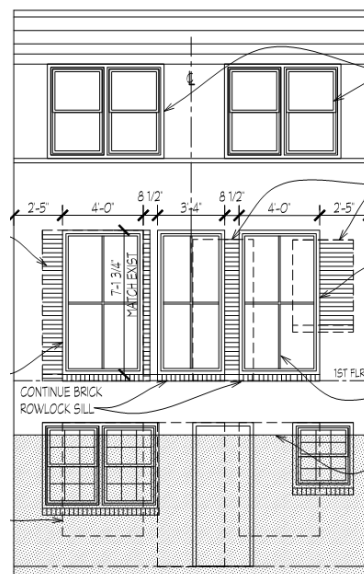 ℄
2'-5" 4'-0" 8 1/2" 3'-4" 8 1/2" 4'-0" 2'-5"
7-1 3/4"
MATCH EXIST
1ST FLR
CONTINUE BRICK
ROWLOCK SILL